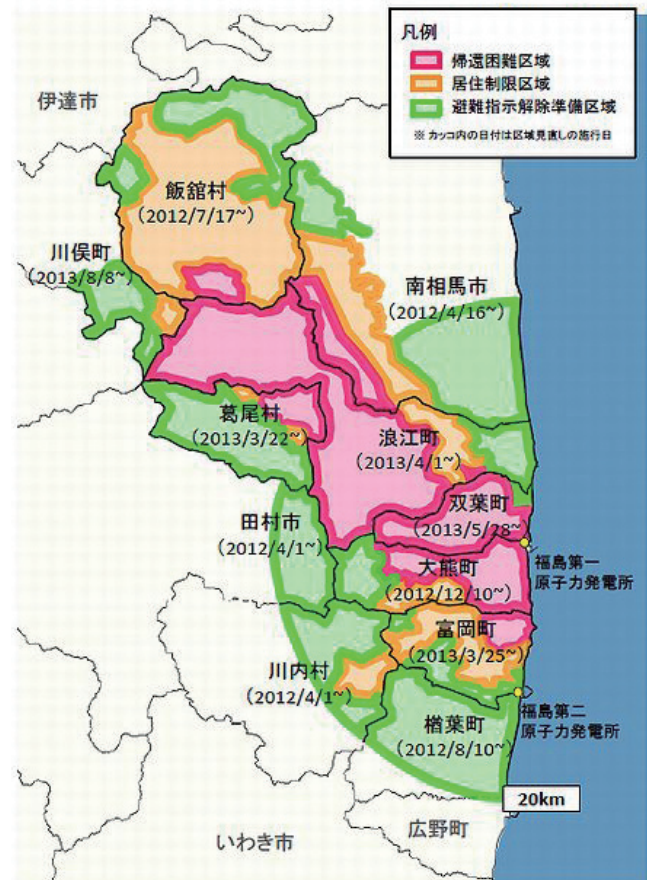 凡例
帰還困難区域
居住制限区域
避難指示解除準備区域
※ カッコ内の日付は区域見直しの施行日
伊達市
飯舘村
(2012/7/17~)
川俣町
(2013/8/8~)
南相馬市
(2012/4/16~)
葛尾村
(2013/3/22~)
浪江町
(2013/4/1~)
田村市
(2012/4/1~)
双葉町
(2013/5/28~)
福島第一
原子力発電所
大熊町
(2012/12/10~)
富岡町
(2013/3/25~)
川内村
(2012/4/1~)
福島第二
原子力発電所
楢葉町
(2012/8/10~)
20km
広野町
いわき市